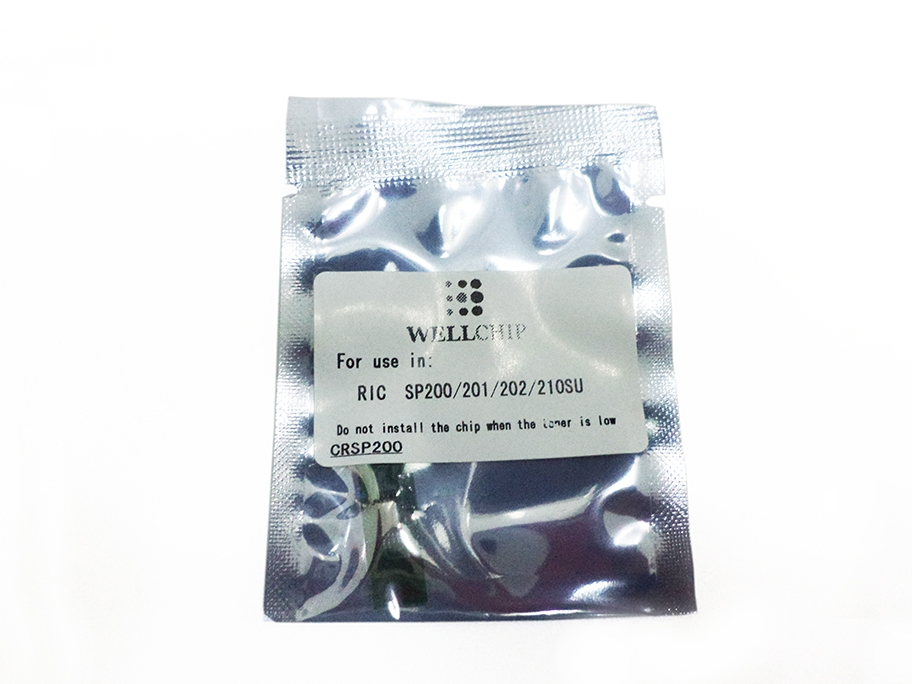 WELLCHIP
For use in:
RIC SP200/201/202/210SU
Do not install the chip when the toner is low
CRSP200